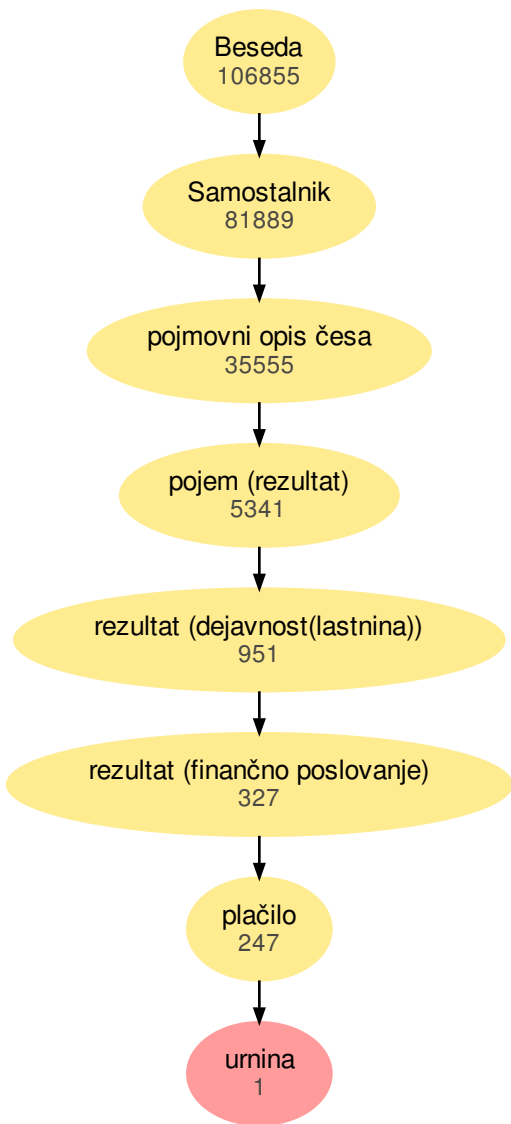 Beseda
106855
Samostalnik
81889
pojmovni opis česa
35555
pojem (rezultat)
5341
rezultat (dejavnost(lastnina))
951
rezultat (finančno poslovanje)
327
plačilo
247
urnina
1